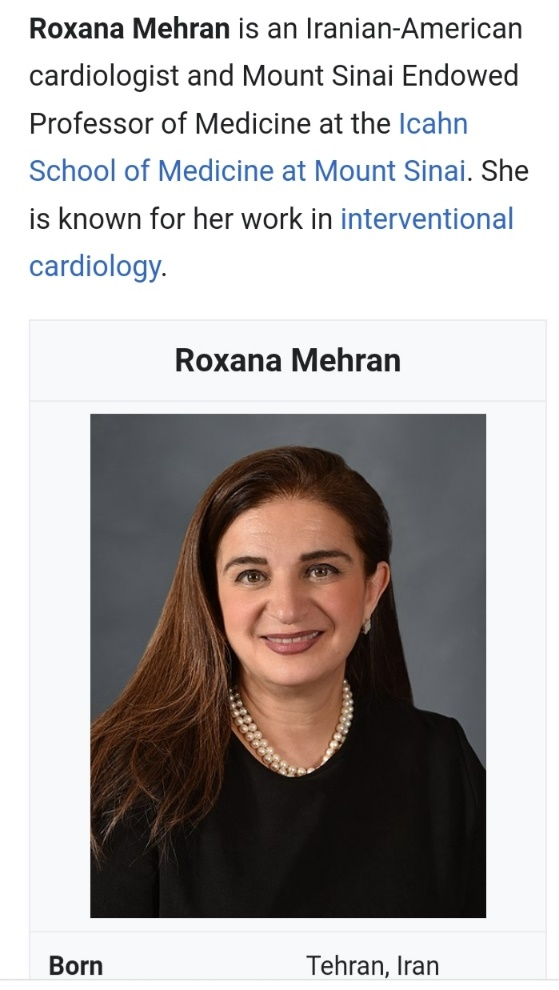 Roxana Mehran is an Iranian-American
cardiologist and Mount Sinai Endowed
Professor of Medicine at the Icahn
School of Medicine at Mount Sinai. She
is known for her work in interventional
cardiology.
Roxana Mehran
Born Tehran, Iran